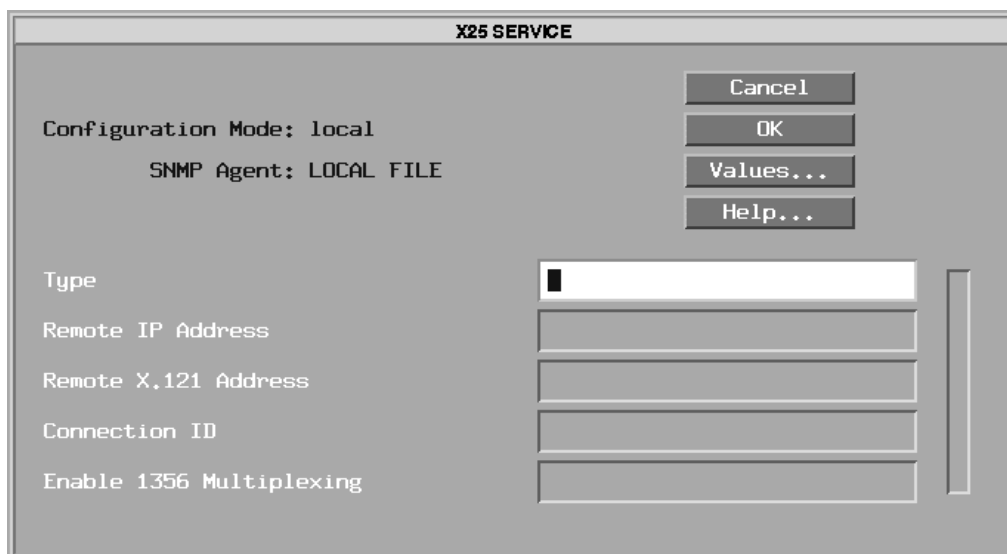 X25 SERVICE
Cancel
Configuration Mode: local
OK
SNMP Agent: LOCAL FILE
Values...
Help...
Type
Remote IP Address
Remote X.121 Address
Connection ID
Enable 1356 Multiplexing